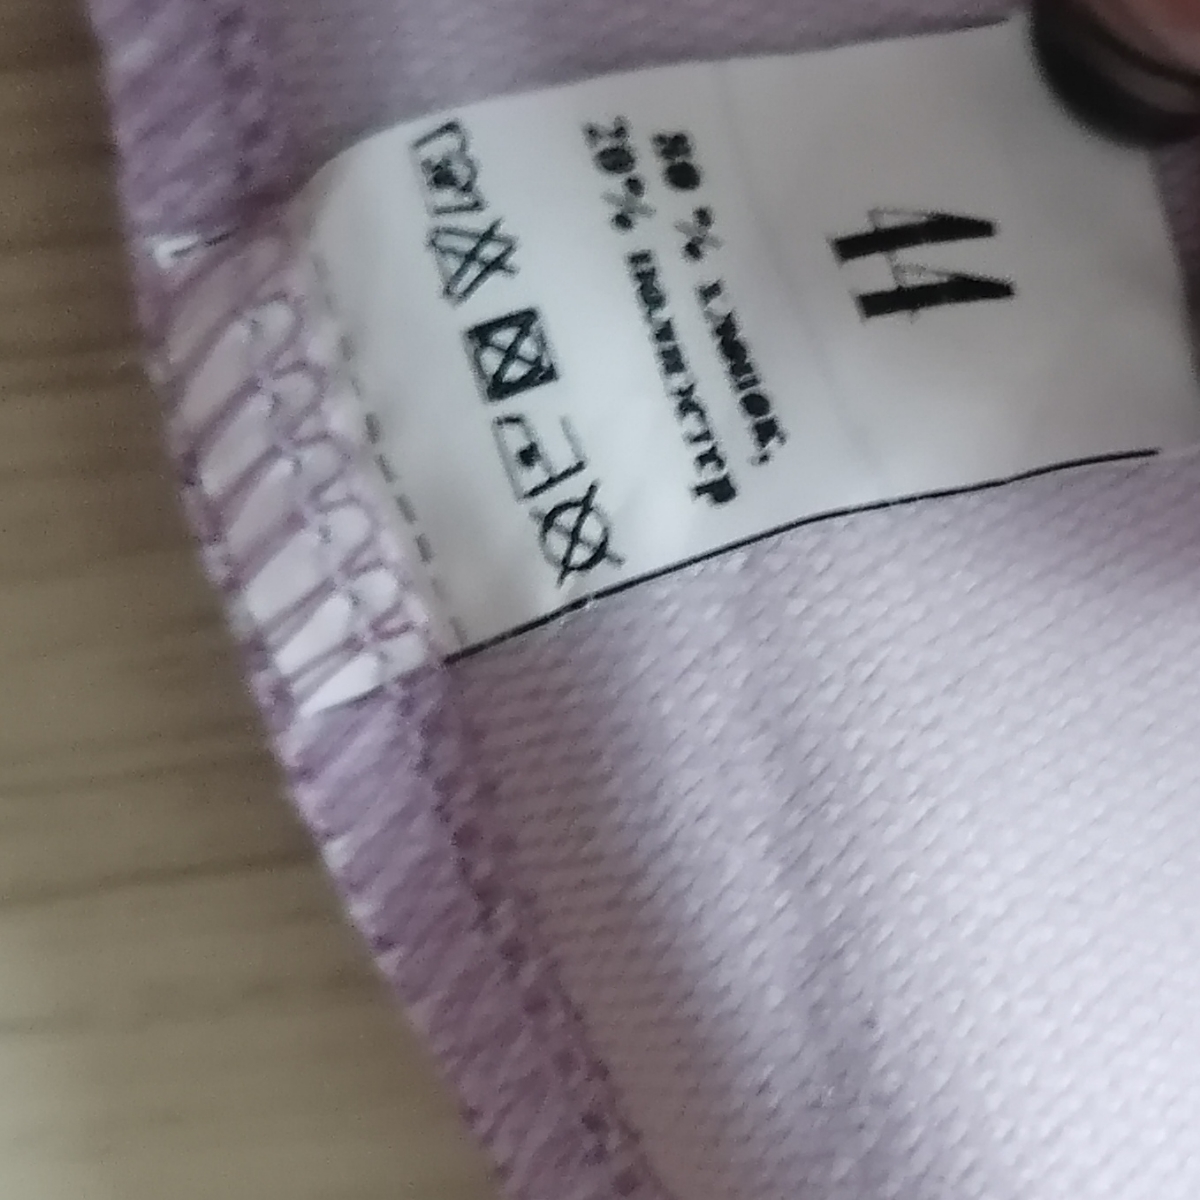 44
80 % хлопок,
20% полиэстер